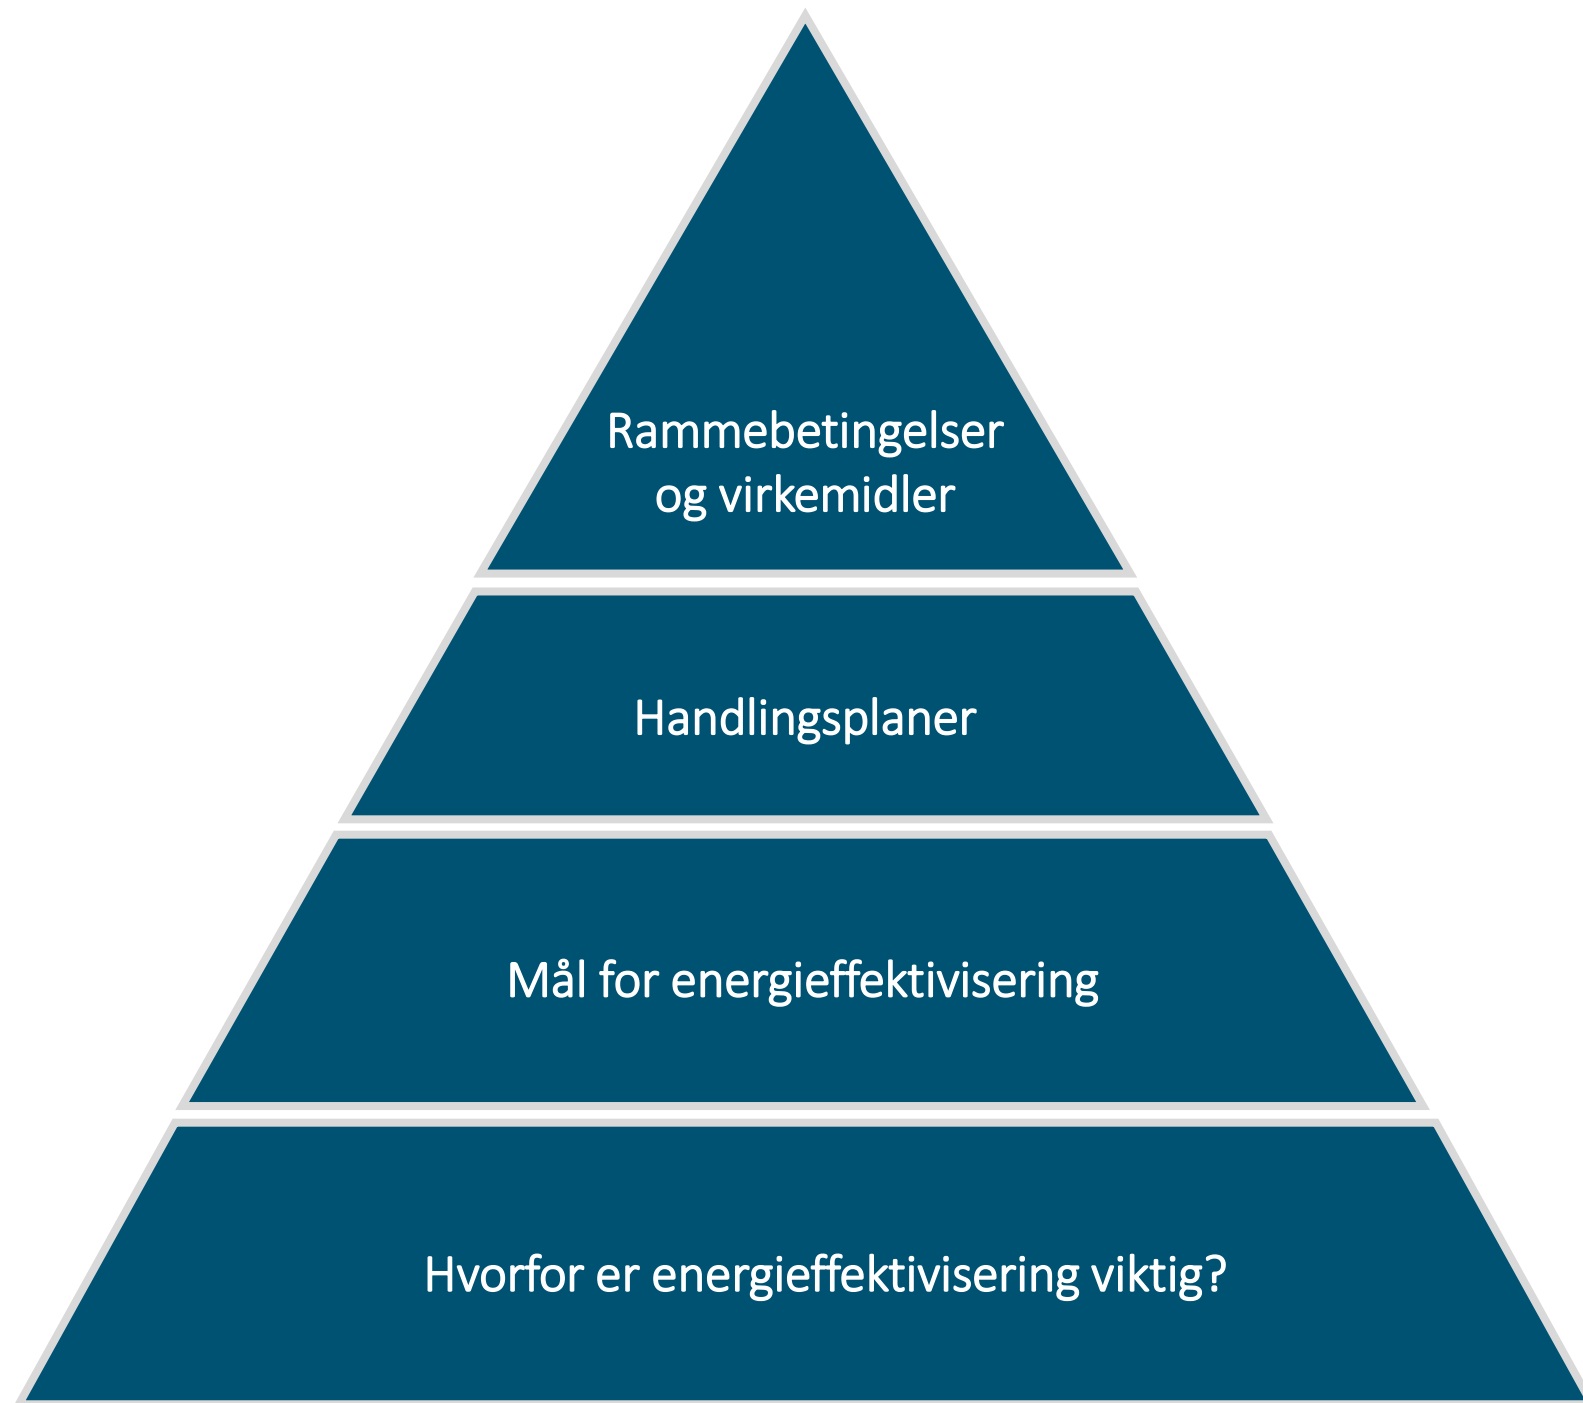 Rammebetingelser
og virkemidler
Handlingsplaner
Mål for energieffektivisering
Hvorfor er energieffektivisering viktig?